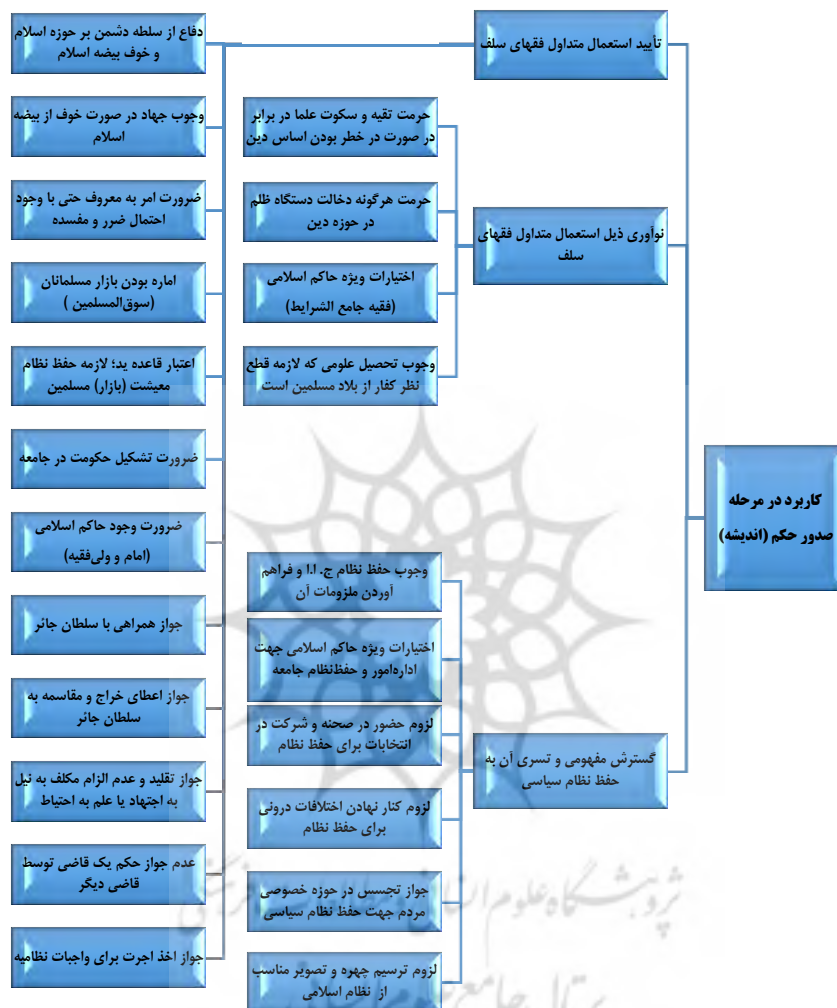 کاربرد در مرحله
صدور حکم (اندیشه)
تأیید استعمال متداول فقهای سلف
دفاع از سلطه دشمن بر حوزه اسلام
و خوف بیضه اسلام
وجوب جهاد در صورت خوف از بیضه
اسلام
ضرورت امر به معروف حتی با وجود
احتمال ضرر و مفسده
اماره بودن بازار مسلمانان
(سوق‌المسلمین )
اعتبار قاعده ید؛ لازمه حفظ نظام
معیشت (بازار) مسلمین
ضرورت تشکیل حکومت در جامعه
ضرورت وجود حاکم اسلامی
(امام و ولی‌فقیه)
جواز همراهی با سلطان جائر
جواز اعطای خراج و مقاسمه به
سلطان جائر
جواز تقلید و عدم الزام مکلف به نیل
به اجتهاد یا علم به احتیاط
عدم جواز حکم یک قاضی توسط
قاضی دیگر
جواز اخذ اجرت برای واجبات نظامیه
نوآوری ذیل استعمال متداول فقهای
سلف
حرمت تقیه و سکوت علما در برابر
در صورت در خطر بودن اساس دین
حرمت هرگونه دخالت دستگاه ظلم
در حوزه دین
اختیارات ویژه حاکم اسلامی
(فقیه جامع الشرایط)
وجوب تحصیل علومی که لازمه قطع
نظر کفار از بلاد مسلمین است
گسترش مفهومی و تسری آن به
حفظ نظام سیاسی
وجوب حفظ نظام ج. ا.ا و فراهم
آوردن ملزومات آن
اختیارات ویژه حاکم اسلامی جهت
اداره‌امور و حفظ‌نظام جامعه
لزوم حضور در صحنه و شرکت در
انتخابات برای حفظ نظام
لزوم کنار نهادن اختلافات درونی
برای حفظ نظام
جواز تجسس در حوزه خصوصی
مردم جهت حفظ نظام سیاسی
لزوم ترسیم چهره و تصویر مناسب
از نظام اسلامی
پژوهشگاه علوم انسانی و مطالعات فرهنگی
پرتال جامع علوم انسانی